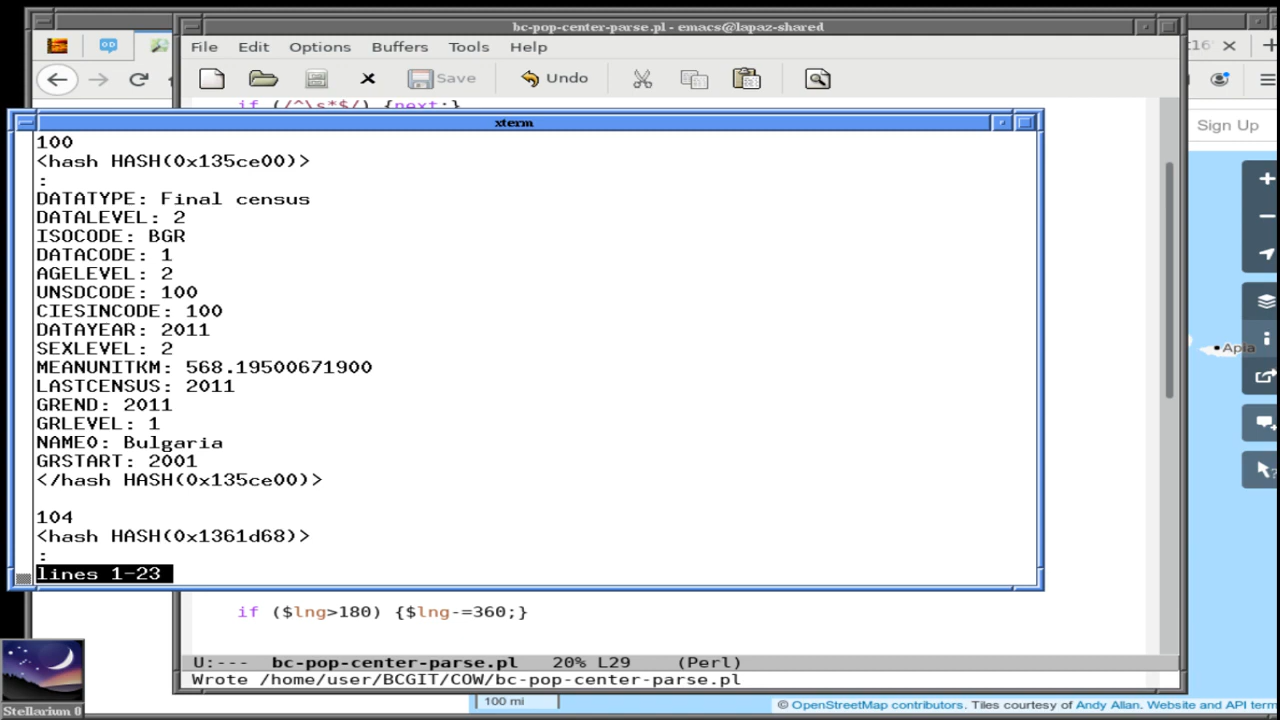 bc-pop-center-parse.pl - emacs@lapaz-shared
File Edit Options Buffers Tools Help
Save Undo
if (/^\s*$/) {next;}
xterm
100
<hash HASH(0x135ce00)>
:
DATATYPE: Final census
DATALEVEL: 2
ISOCODE: BGR
DATACODE: 1
AGELEVEL: 2
UNSDCODE: 100
CIESINCODE: 100
DATAYEAR: 2011
SEXLEVEL: 2
MEANUNITKM: 568.19500671900
LASTCENSUS: 2011
GREND: 2011
GRLEVEL: 1
NAME0: Bulgaria
GRSTART: 2001
</hash HASH(0x135ce00)>
104
<hash HASH(0x1361d68)>
:
lines 1-23
if ($lng>180) {$lng-=360;}
U:--- bc-pop-center-parse.pl 20% L29 (Perl)
Wrote /home/user/BCGIT/COW/bc-pop-center-parse.pl
Sign Up
Apia
100 mi
© OpenStreetMap contributors. Tiles courtesy of Andy Allan. Website and API term
Stellarium 0